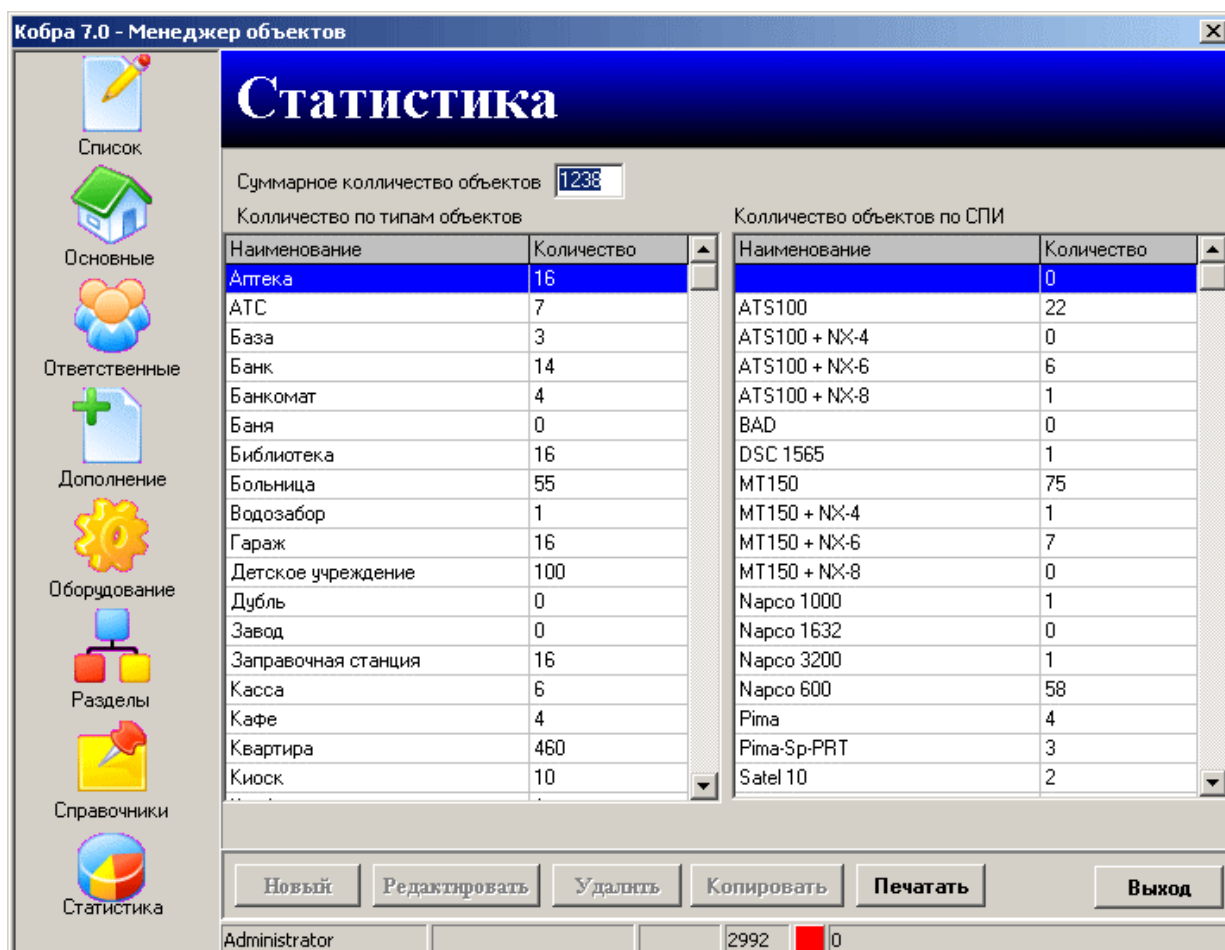 Кобра 7.0 - Менеджер объектов
Список
Основные
Ответственные
Дополнение
Оборудование
Разделы
Справочники
Статистика
Статистика
Суммарное колличество объектов 1238
Колличество по типам объектов
Наименование Количество
Аптека 16
АТС 7
База 3
Банк 14
Банкомат 4
Баня 0
Библиотека 16
Больница 55
Водозабор 1
Гараж 16
Детское учреждение 100
Дубль 0
Завод 0
Заправочная станция 16
Касса 6
Кафе 4
Квартира 460
Киоск 10
Колличество объектов по СПИ
Наименование Количество
0
ATS100 22
ATS100 + NX-4 0
ATS100 + NX-6 6
ATS100 + NX-8 1
BAD 0
DSC 1565 1
MT150 75
MT150 + NX-4 1
MT150 + NX-6 7
MT150 + NX-8 0
Napco 1000 1
Napco 1632 0
Napco 3200 1
Napco 600 58
Pima 4
Pima-Sp-PRT 3
Satel 10 2
Новый Редактировать Удалить Копировать Печатать Выход
Administrator 2992 0